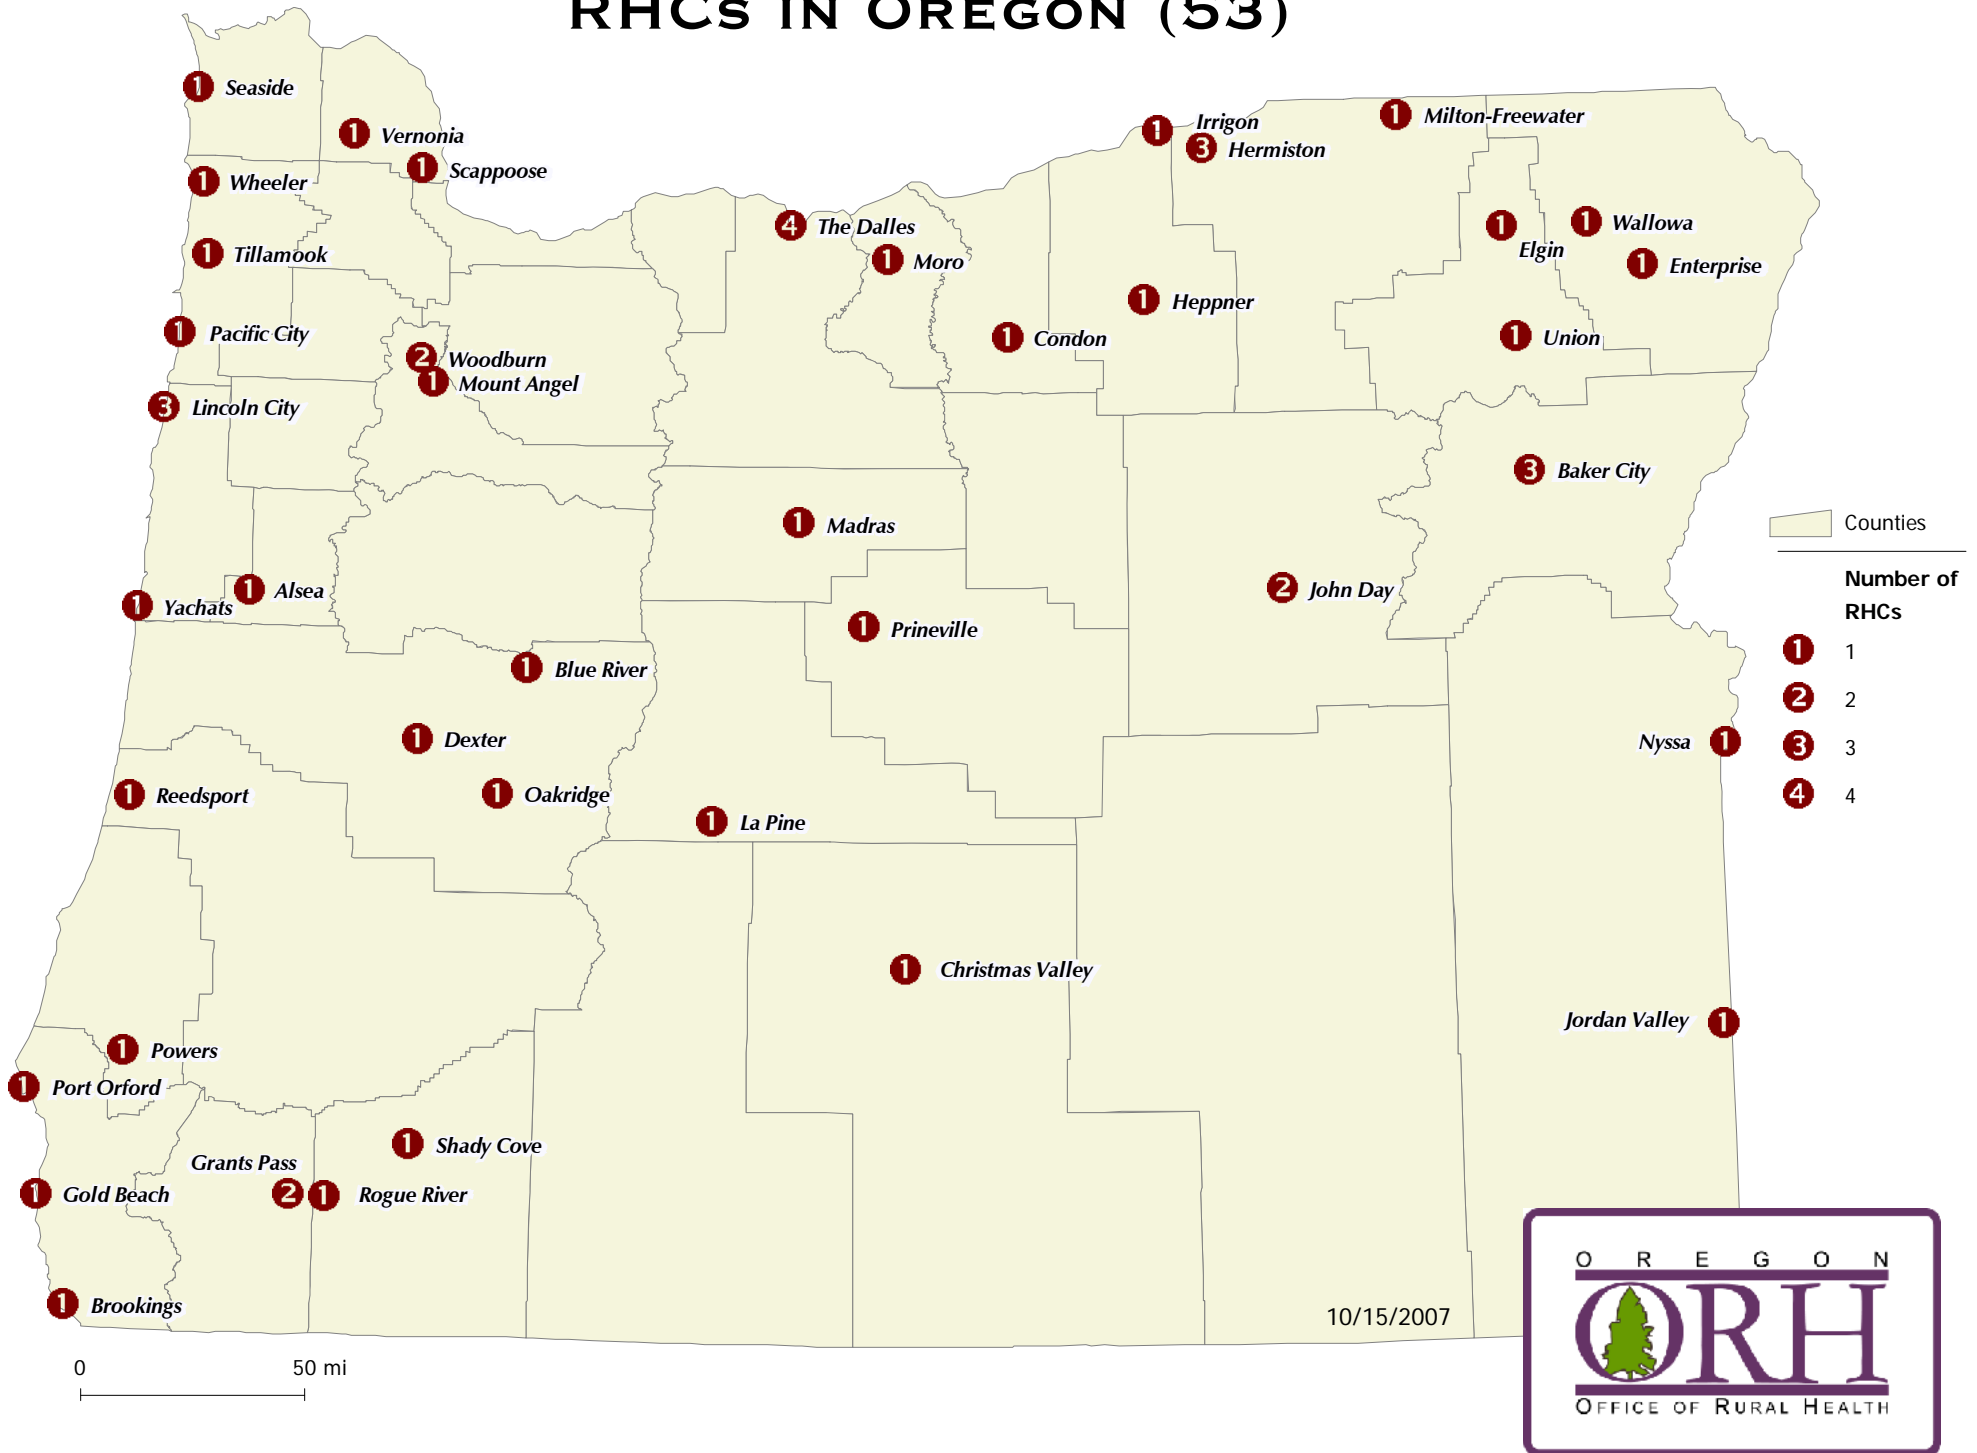 RHCs in Oregon (53)
1 Seaside
1 Vernonia
1 Scappoose
1 Wheeler
1 Tillamook
1 Pacific City
2 Woodburn
1 Mount Angel
3 Lincoln City
1 Alsea
1 Yachats
4 The Dalles
1 Moro
1 Irrigon
3 Hermiston
1 Milton-Freewater
1 Elgin
1 Wallowa
1 Enterprise
1 Heppner
1 Condon
1 Union
3 Baker City
1 Madras
2 John Day
1 Prineville
1 Blue River
1 Dexter
1 Oakridge
1 Reedsport
1 La Pine
Nyssa 1
1 Christmas Valley
Jordan Valley 1
1 Powers
1 Port Orford
1 Shady Cove
Grants Pass
2
1 Rogue River
1 Gold Beach
1 Brookings
Counties
Number of
RHCs
1 1
2 2
3 3
4 4
10/15/2007
0 50 mi
OREGON
ORH
Office of Rural Health